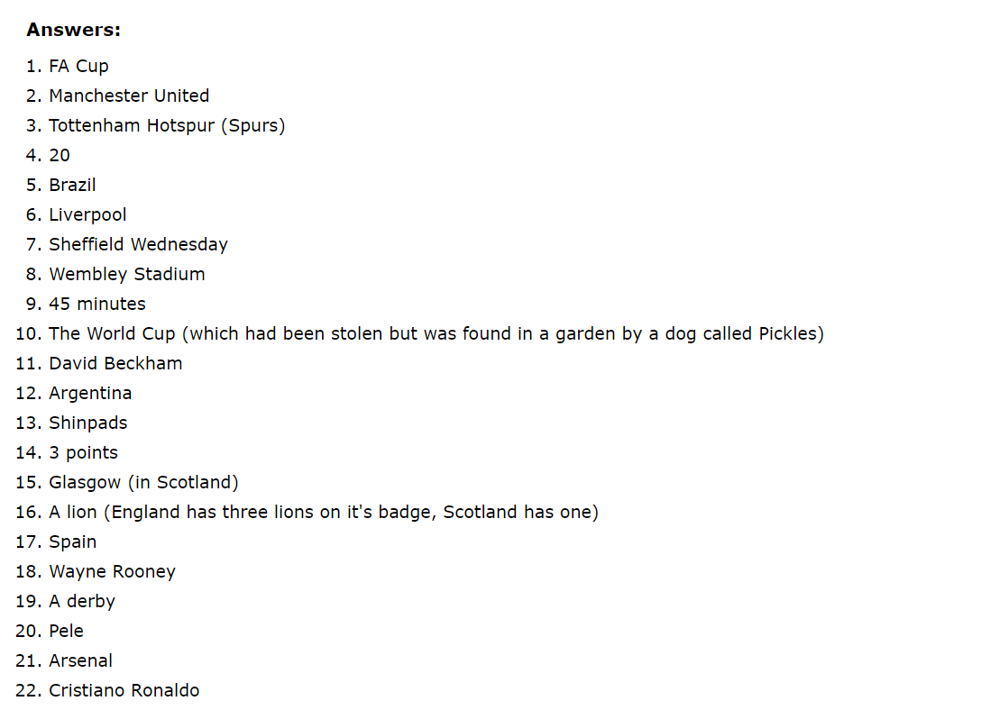 Answers:
1. FA Cup
2. Manchester United
3. Tottenham Hotspur (Spurs)
4. 20
5. Brazil
6. Liverpool
7. Sheffield Wednesday
8. Wembley Stadium
9. 45 minutes
10. The World Cup (which had been stolen but was found in a garden by a dog called Pickles)
11. David Beckham
12. Argentina
13. Shinpads
14. 3 points
15. Glasgow (in Scotland)
16. A lion (England has three lions on it's badge, Scotland has one)
17. Spain
18. Wayne Rooney
19. A derby
20. Pele
21. Arsenal
22. Cristiano Ronaldo